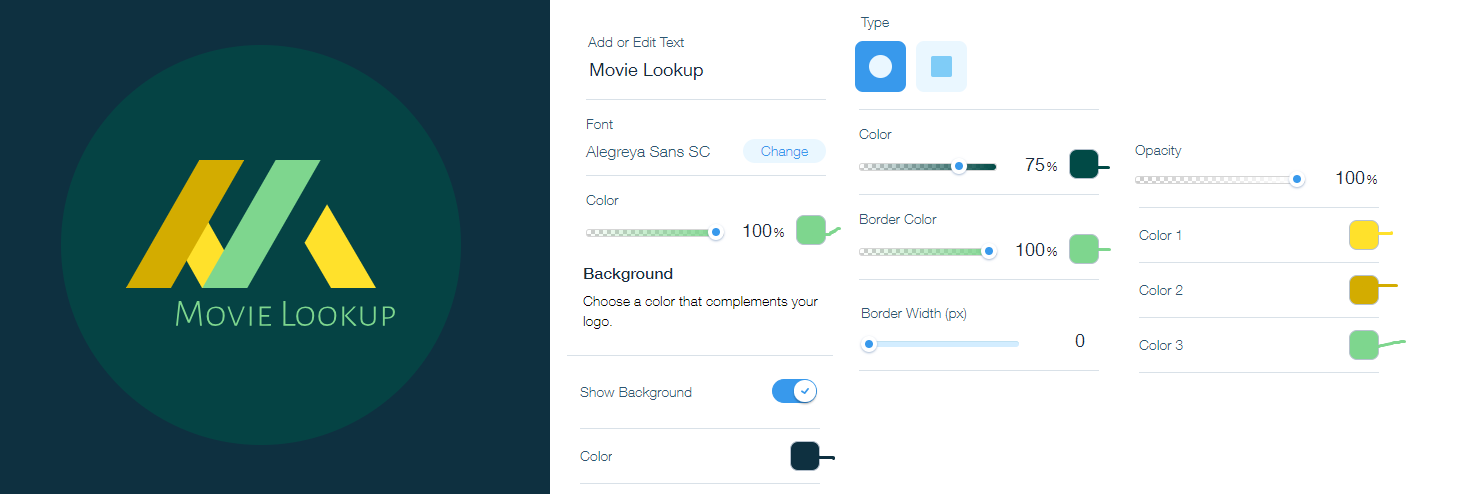 Movie Lookup
Add or Edit Text
Movie Lookup
Font
Alegreya Sans SC
Change
Color
100%
Background
Choose a color that complements your
logo.
Show Background
Color
Type
Color
75%
Border Color
100%
Border Width (px)
0
Opacity
100%
Color 1
Color 2
Color 3